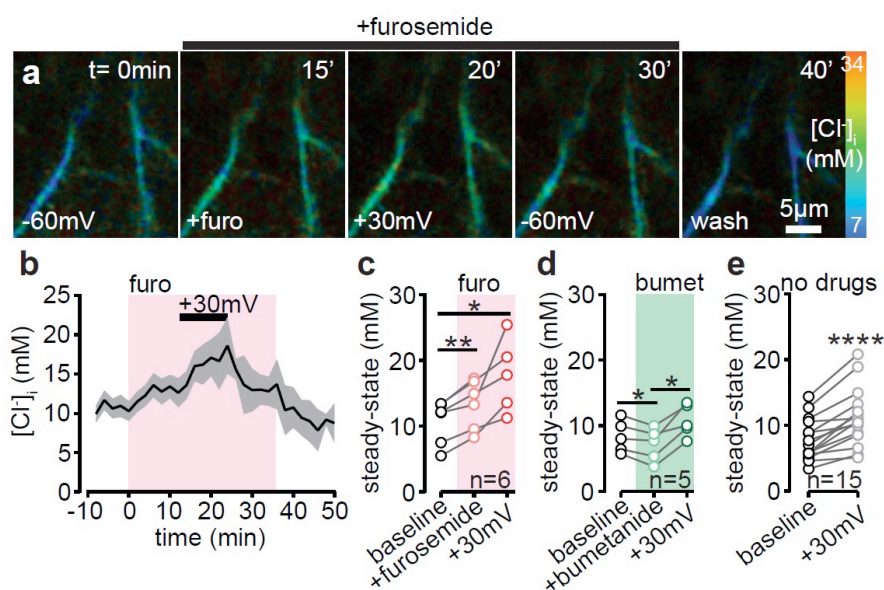 +furosemide
a t= 0min 15' 20' 30' 40' 34
[Cl-]i
(mM)
-60mV +furo +30mV -60mV wash 5µm 7
b c d e
furo furo bumet no drugs
+30mV
[Cl-]i (mM)
25
20
15
10
5
0
-10 0 10 20 30 40 50
time (min)
steady-state (mM)
30
20
10
0
*
**
n=6
baseline
+furosemide
+30mV
steady-state (mM)
30
20
10
0
* *
n=5
baseline
+bumetanide
+30mV
steady-state (mM)
30
20
10
0
****
n=15
baseline
+30mV